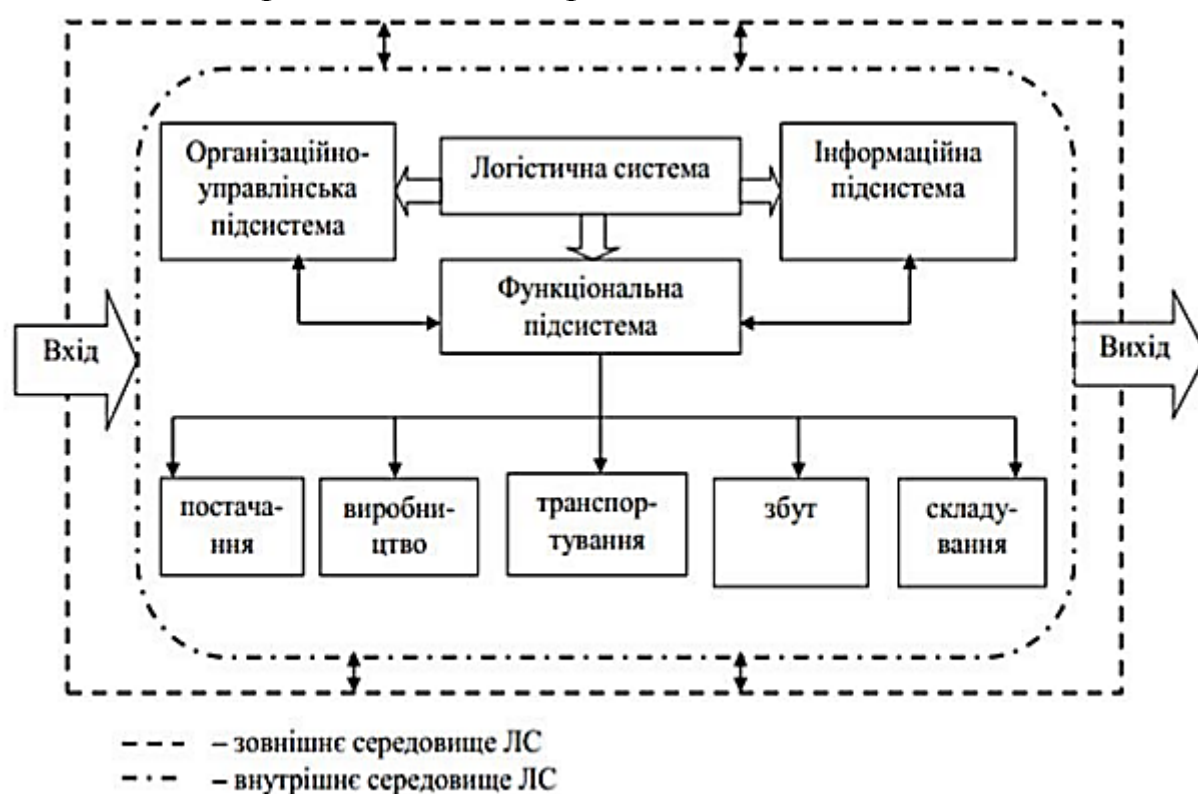 Організаційно-
управлінська
підсистема
Логістична система
Інформаційна
підсистема
Функціональна
підсистема
Вхід
Вихід
постача-
ння
виробни-
цтво
транспор-
тування
збут
складу-
вання
– зовнішнє середовище ЛС
– внутрішнє середовище ЛС